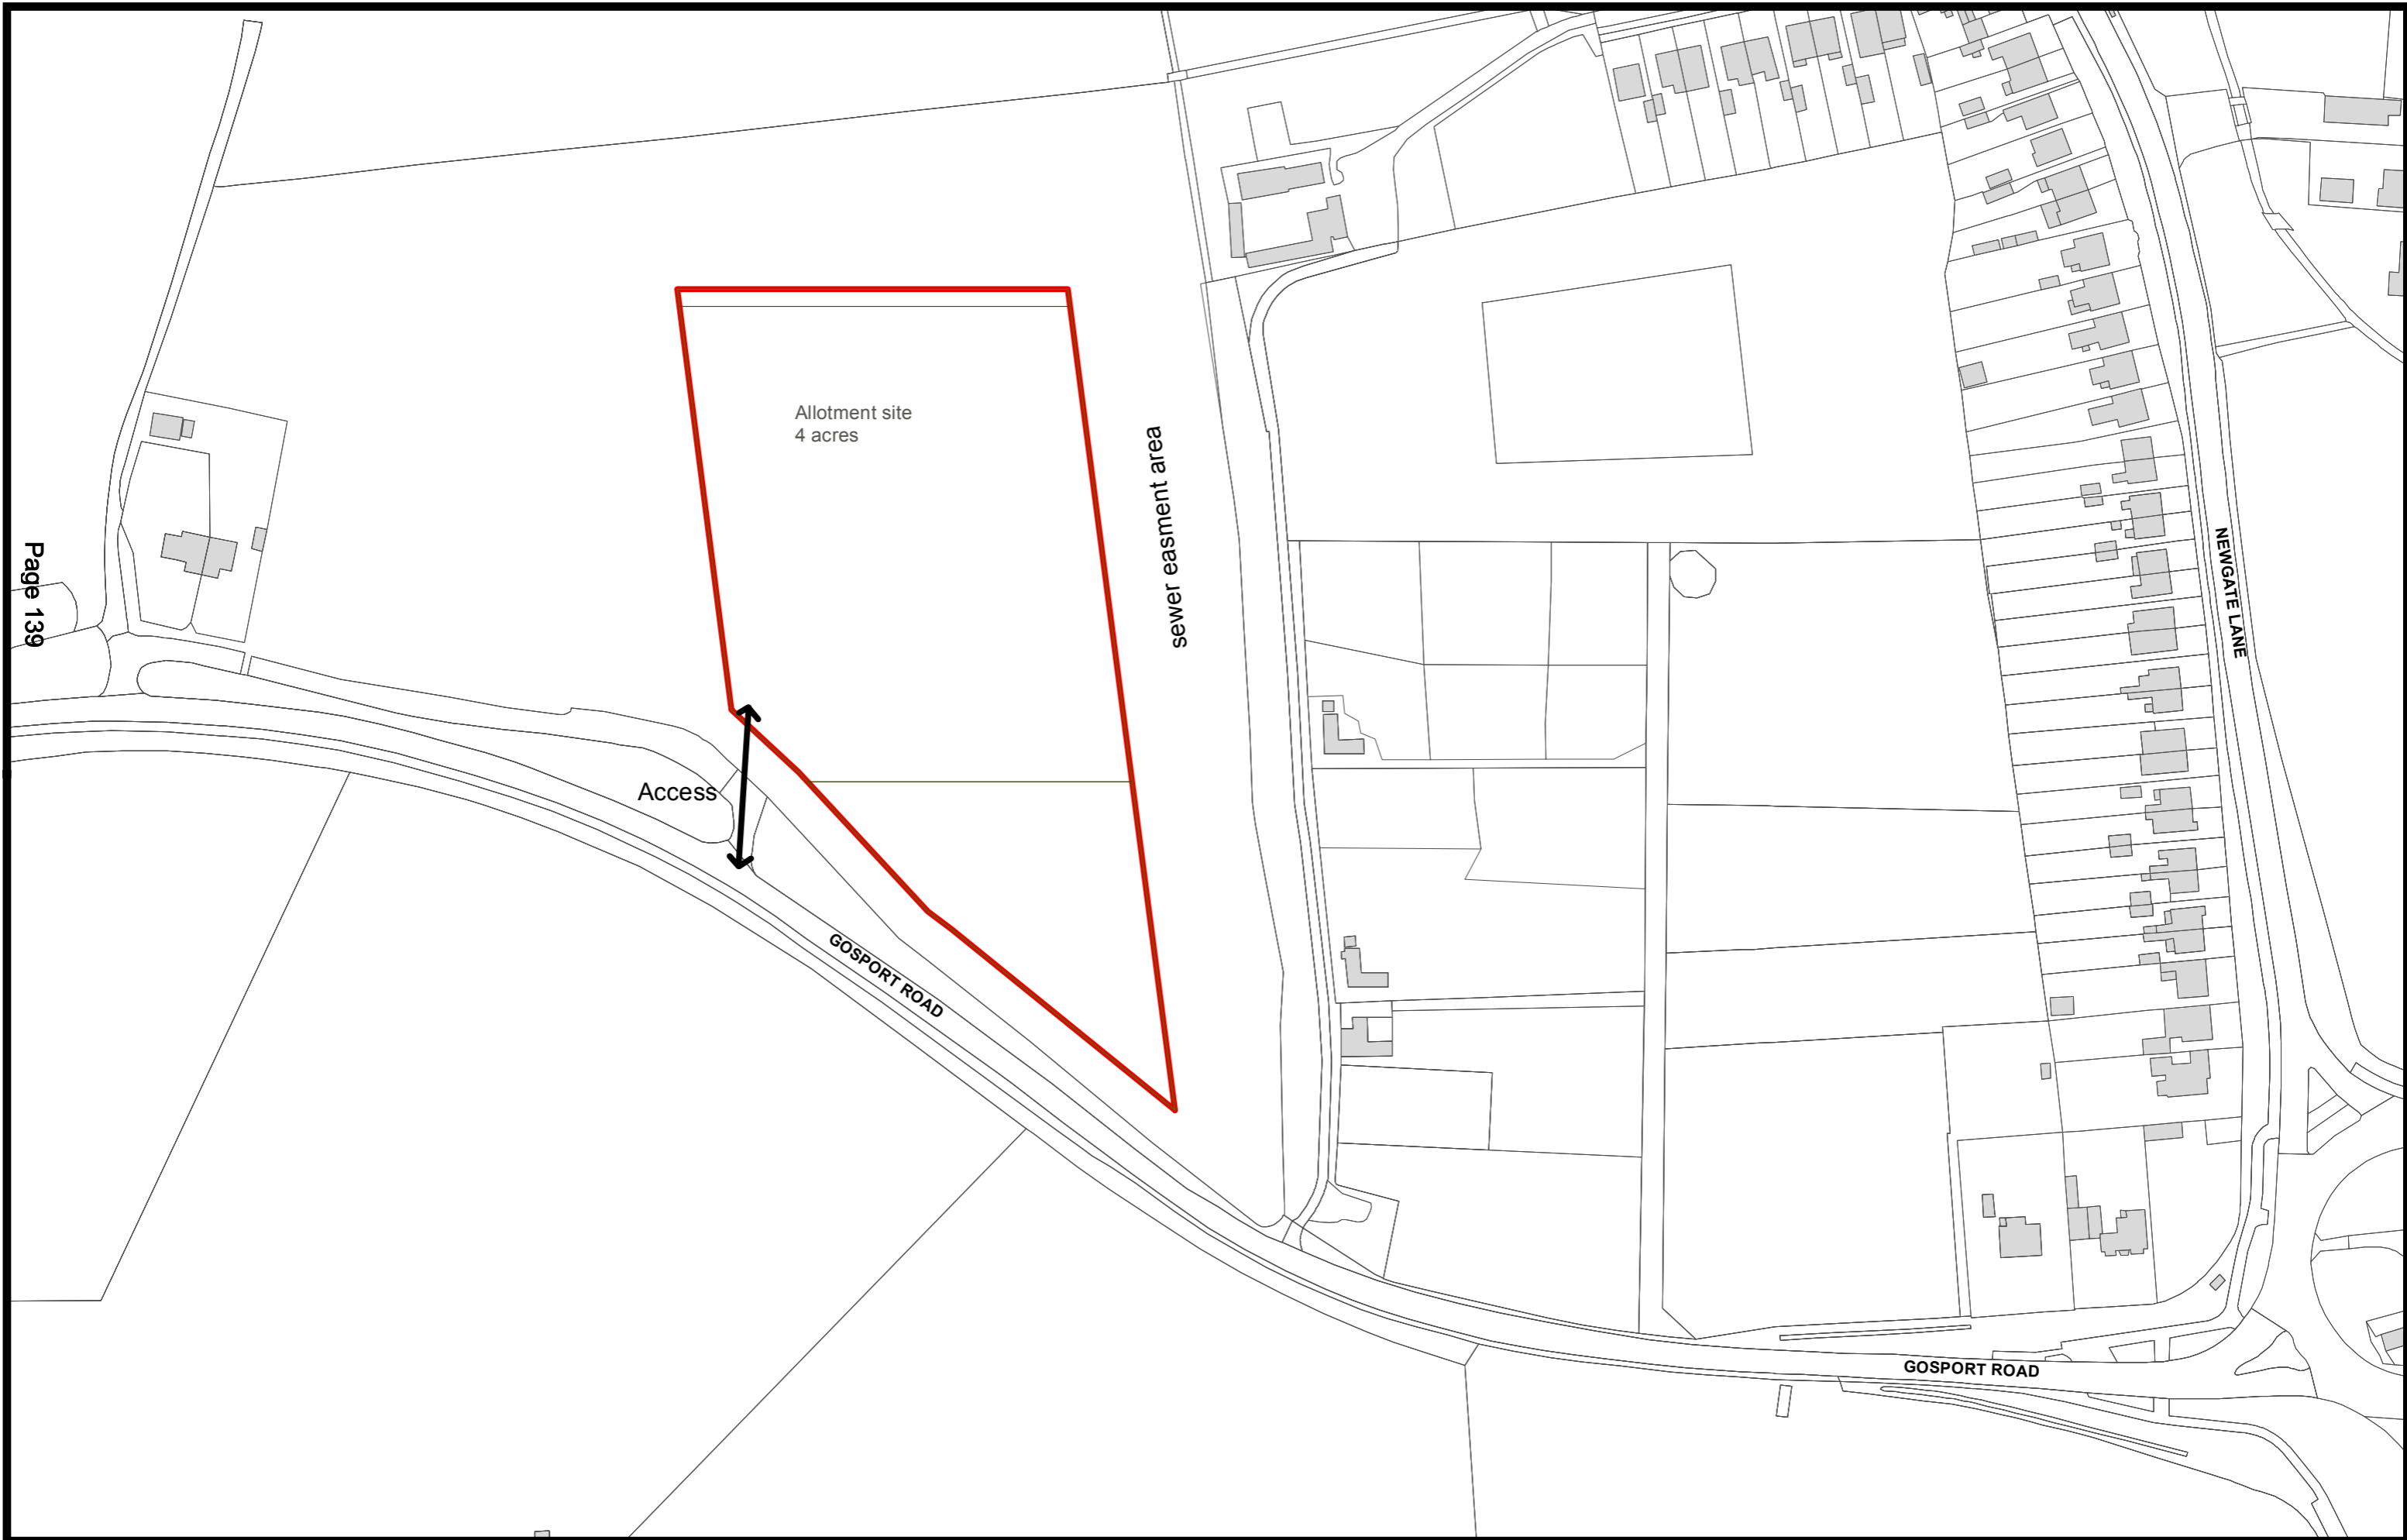 Allotment site
4 acres
sewer easment area
Page 139
NEWGATE LANE
Access
GOSPORT ROAD
GOSPORT ROAD